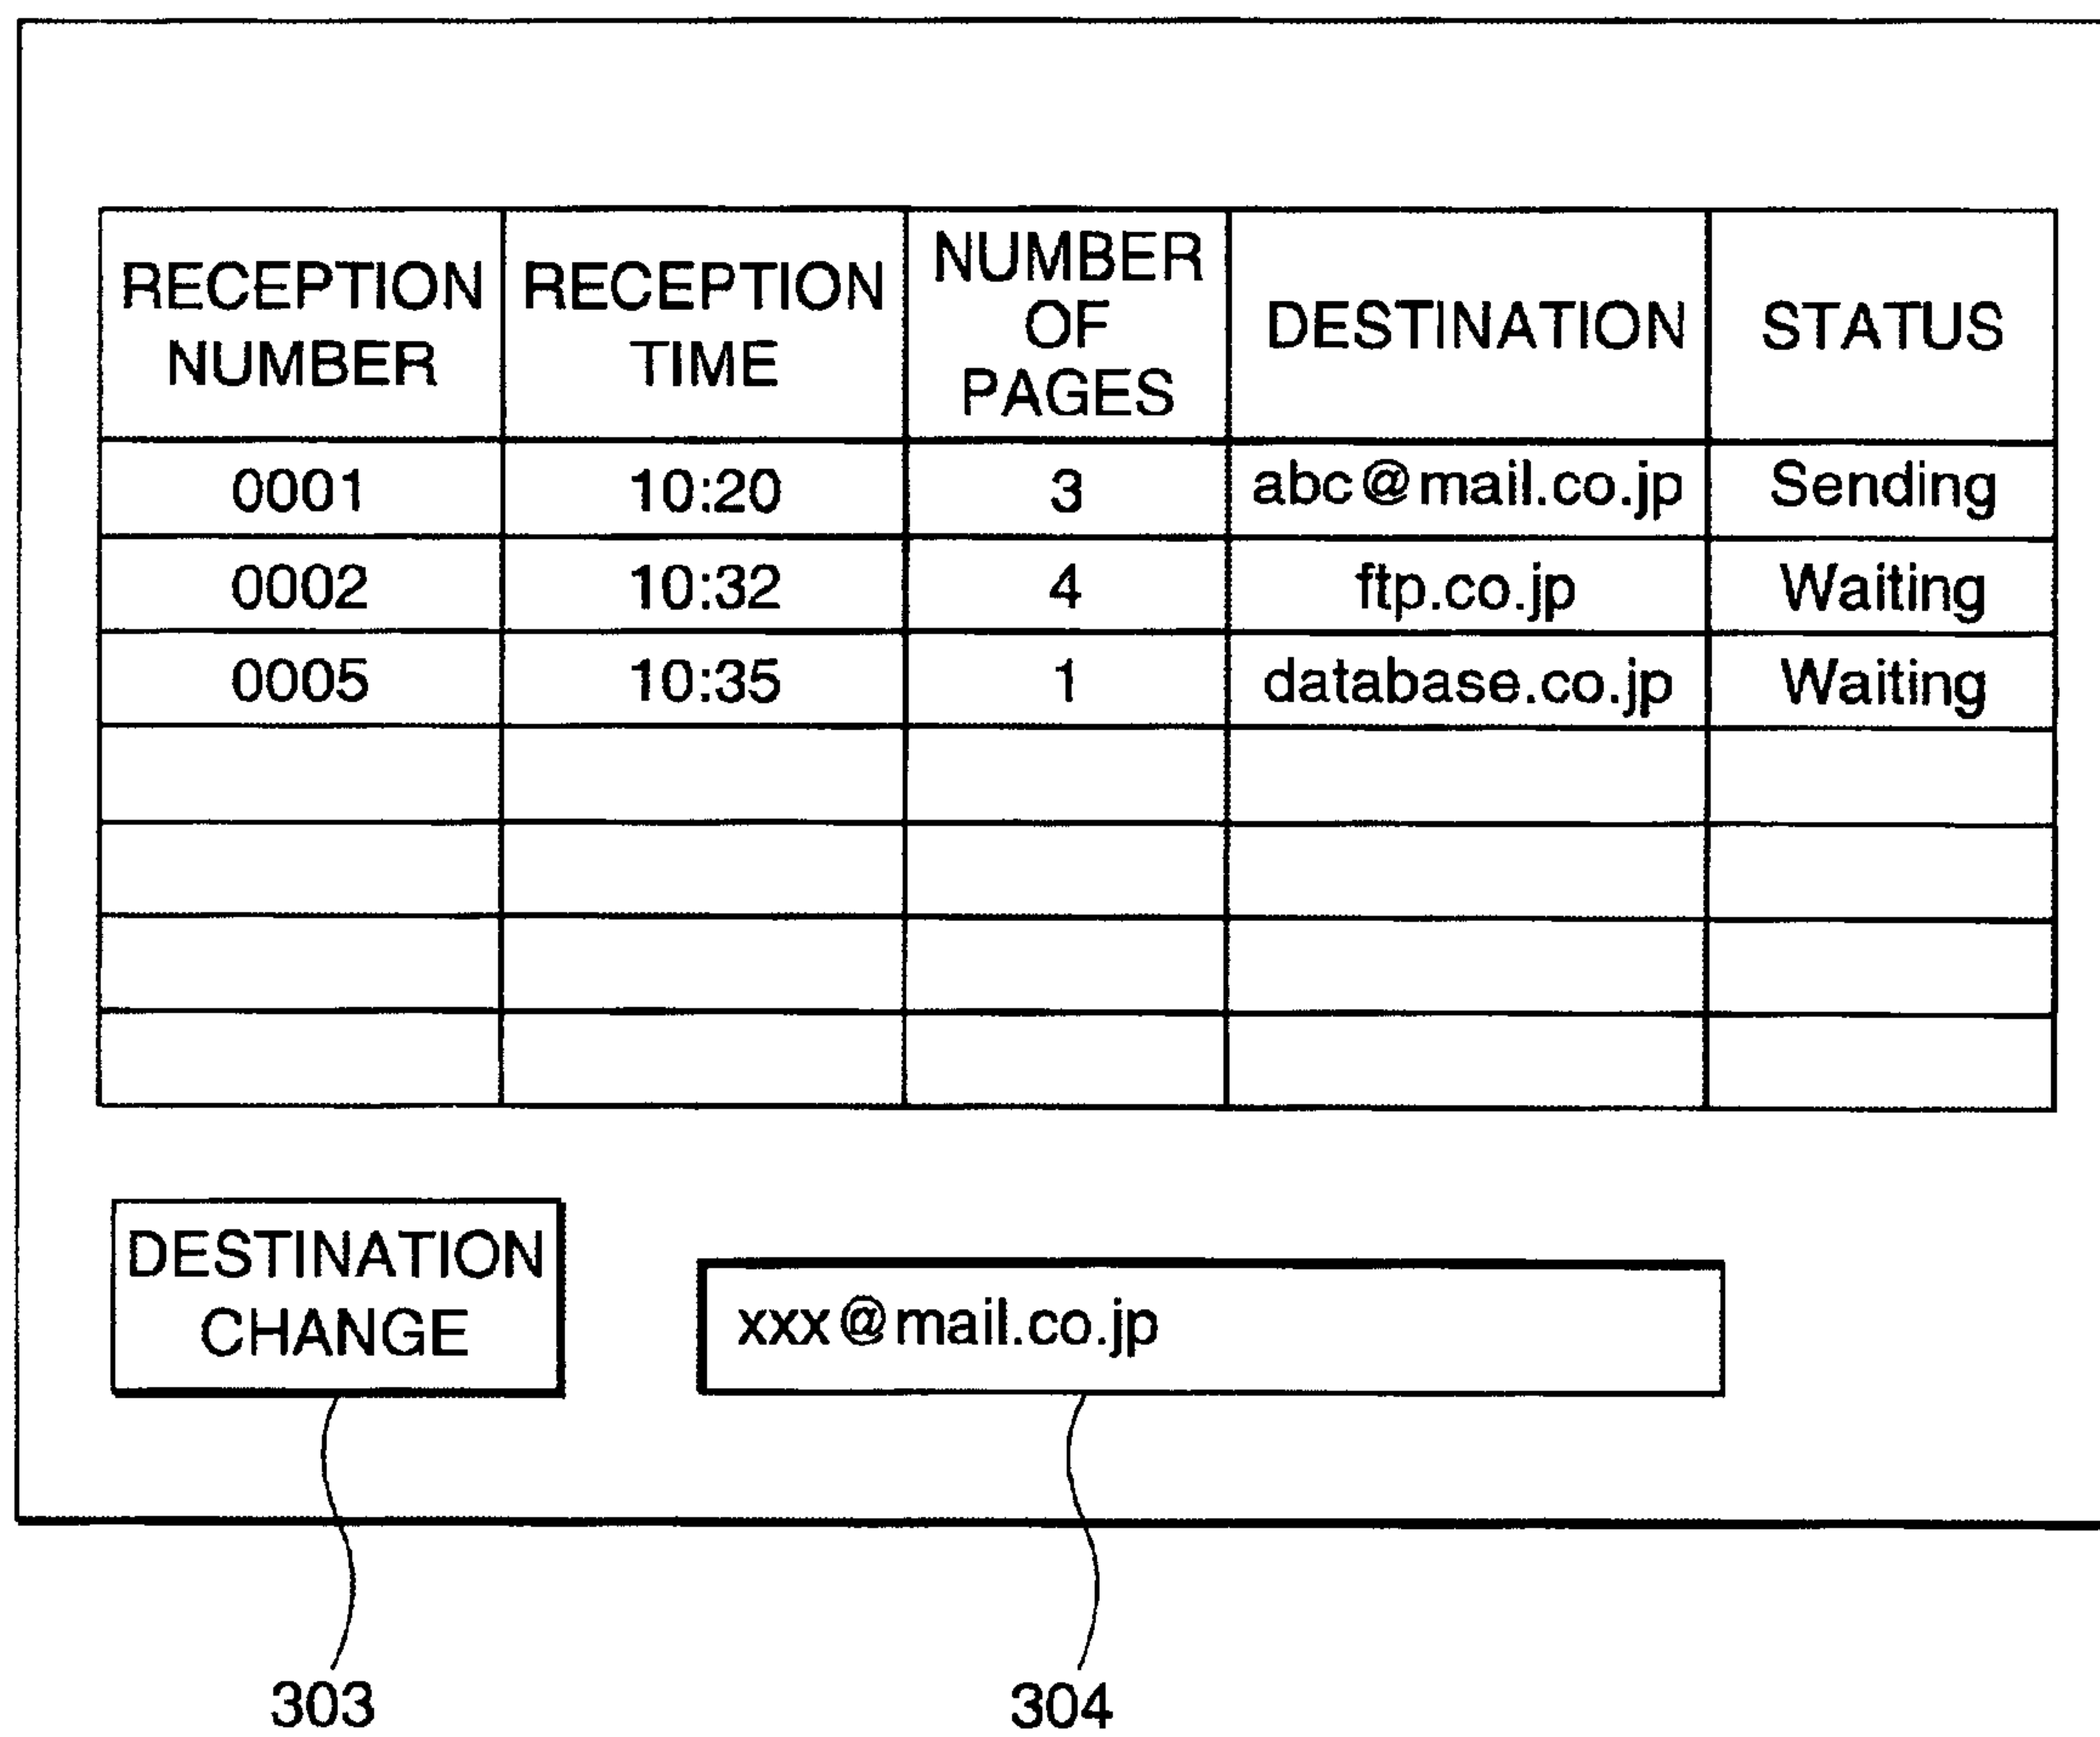 RECEPTION NUMBER RECEPTION TIME NUMBER OF PAGES DESTINATION STATUS
0001 10:20 3 abc@mail.co.jp Sending
0002 10:32 4 ftp.co.jp Waiting
0005 10:35 1 database.co.jp Waiting
DESTINATION
CHANGE
xxx@mail.co.jp
303 304